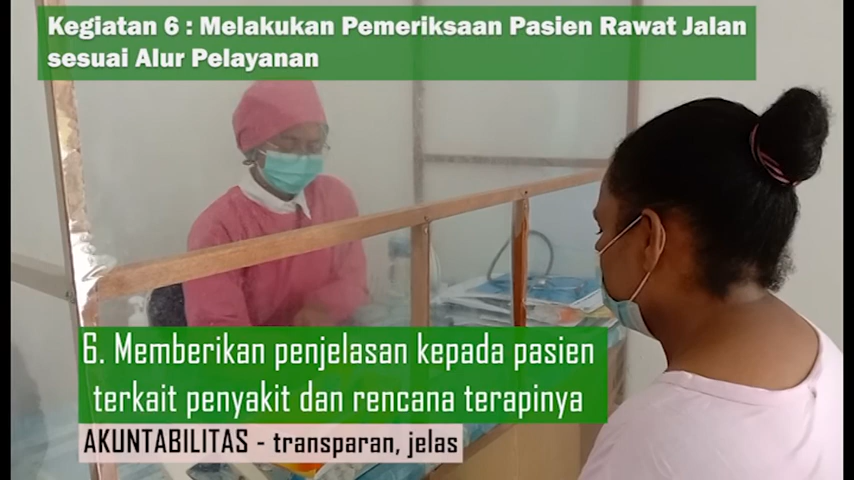 Kegiatan 6 : Melakukan Pemeriksaan Pasien Rawat Jalan
sesuai Alur Pelayanan
6. Memberikan penjelasan kepada pasien
terkait penyakit dan rencana terapinya
AKUNTABILITAS - transparan, jelas